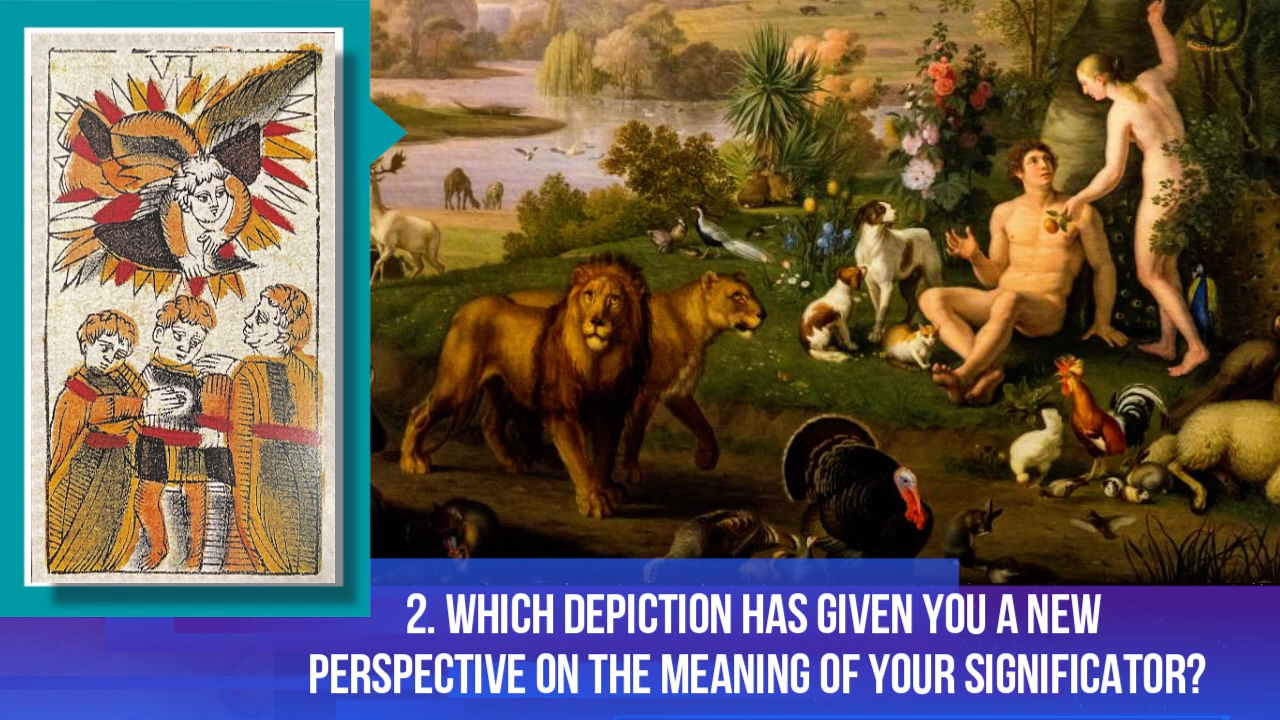 VI
2. WHICH DEPICTION HAS GIVEN YOU A NEW
PERSPECTIVE ON THE MEANING OF YOUR SIGNIFICATOR?